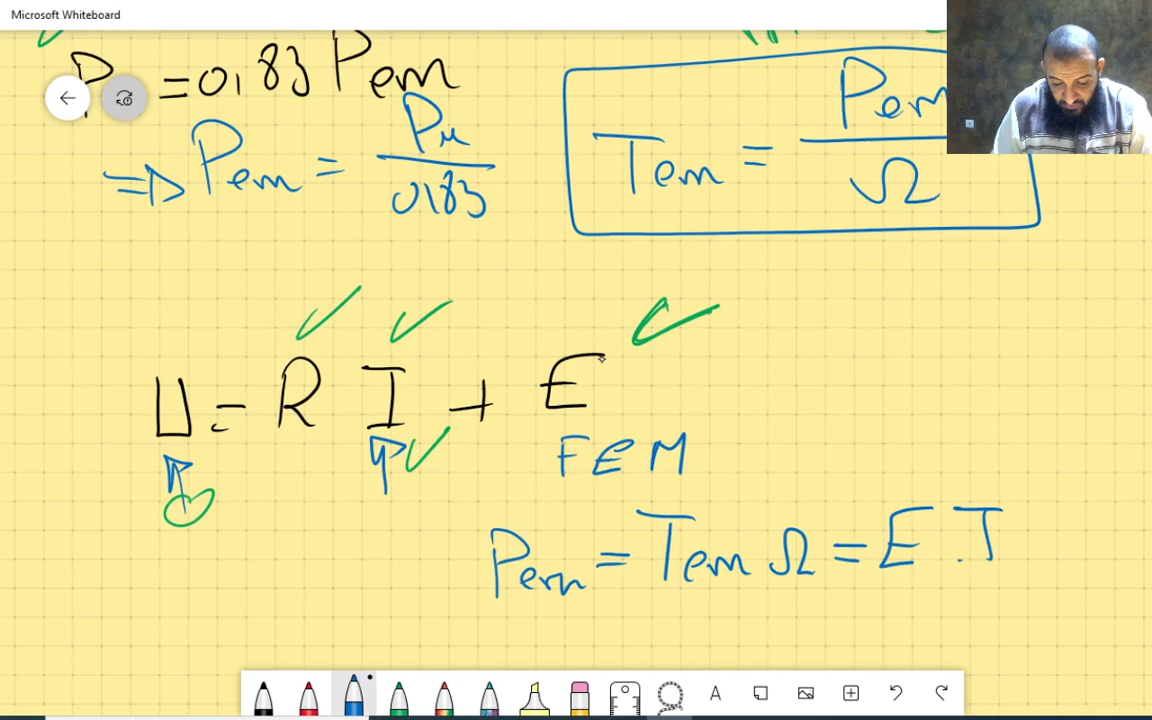 Microsoft Whiteboard
P = 0,83 Pem
=> Pem = Pu / 0,83
Tem = Pem / Ω
U = R I + E
FEM
Pem = Tem Ω = E . I
A